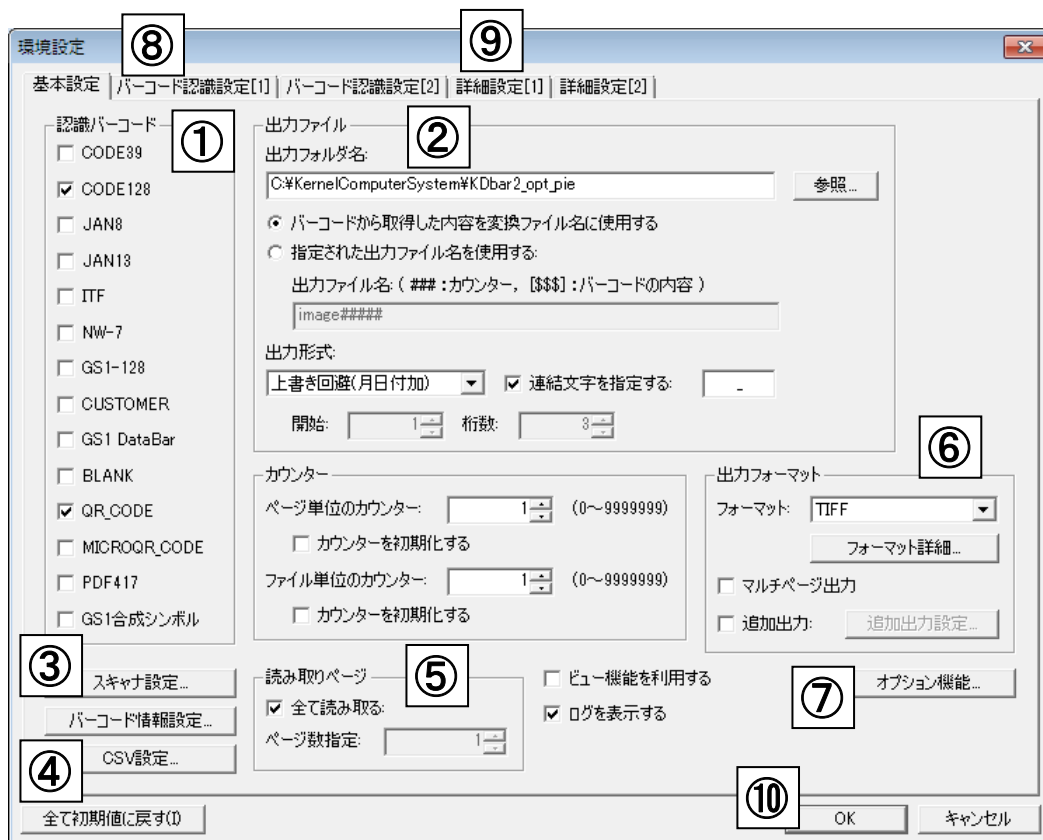 ⑧
⑨
環境設定
基本設定 バーコード認識設定[1] バーコード認識設定[2] 詳細設定[1] 詳細設定[2]
認識バーコード
①
CODE39
CODE128
JAN8
JAN13
ITF
NW-7
GS1-128
CUSTOMER
GS1 DataBar
BLANK
QR_CODE
MICROQR_CODE
PDF417
GS1合成シンボル
出力ファイル
②
出力フォルダ名:
C:¥KernelComputerSystem¥KDbar2_opt_pie 参照...
バーコードから取得した内容を変換ファイル名に使用する
指定された出力ファイル名を使用する:
出力ファイル名: ( ### : カウンター, [$$$] : バーコードの内容 )
image#####
出力形式:
上書き回避(月日付加) 連結文字を指定する: _
開始: 1 桁数: 3
カウンター
ページ単位のカウンター: 1 (0～9999999)
カウンターを初期化する
ファイル単位のカウンター: 1 (0～9999999)
カウンターを初期化する
⑥
出力フォーマット
フォーマット: TIFF
フォーマット詳細...
マルチページ出力
追加出力: 追加出力設定...
③
スキャナ設定...
バーコード情報設定...
④
CSV設定...
読み取りページ
⑤
全て読み取る:
ページ数指定: 1
ビュー機能を利用する
ログを表示する
⑦
オプション機能...
全て初期値に戻す(I)
⑩
OK キャンセル